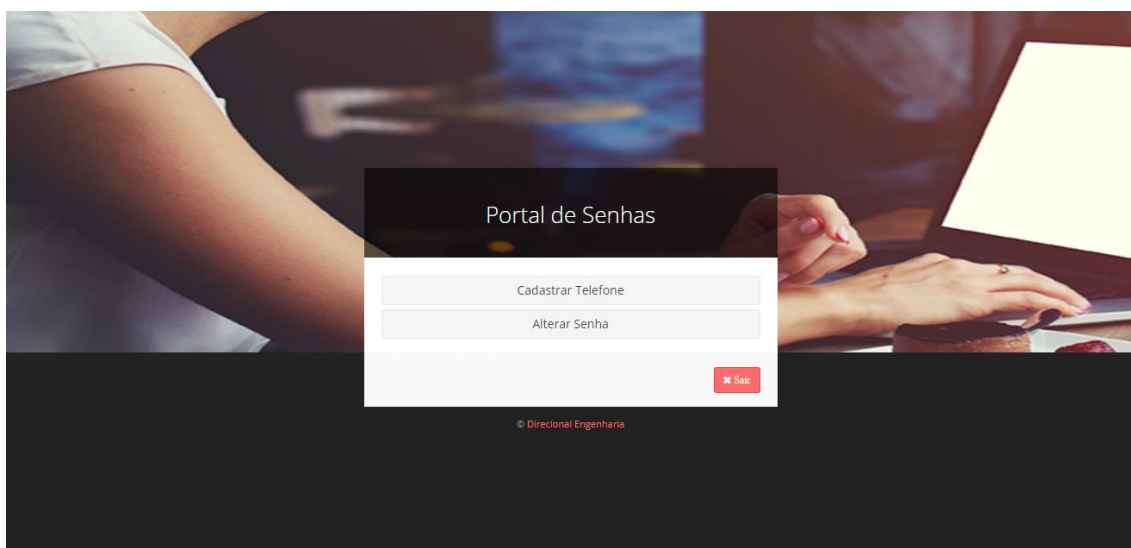 Portal de Senhas
Cadastrar Telefone
Alterar Senha
✖ Sair
© Direcional Engenharia